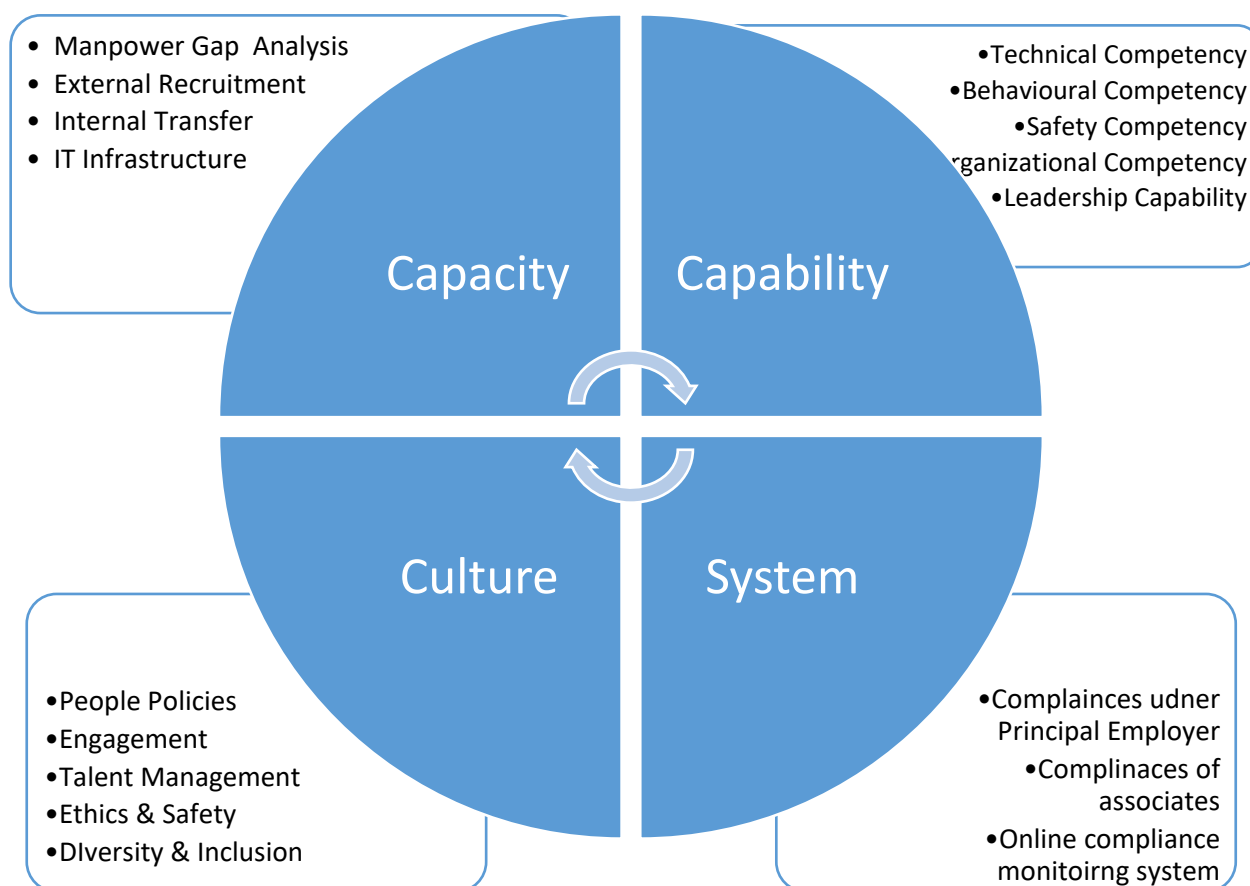 • Manpower Gap Analysis
• External Recruitment
• Internal Transfer
• IT Infrastructure
•Technical Competency
•Behavioural Competency
•Safety Competency
rganizational Competency
•Leadership Capability
Capacity
Capability
Culture
System
•People Policies
•Engagement
•Talent Management
•Ethics & Safety
•DIversity & Inclusion
•Complainces udner
Principal Employer
•Complinaces of
associates
•Online compliance
monitoirng system